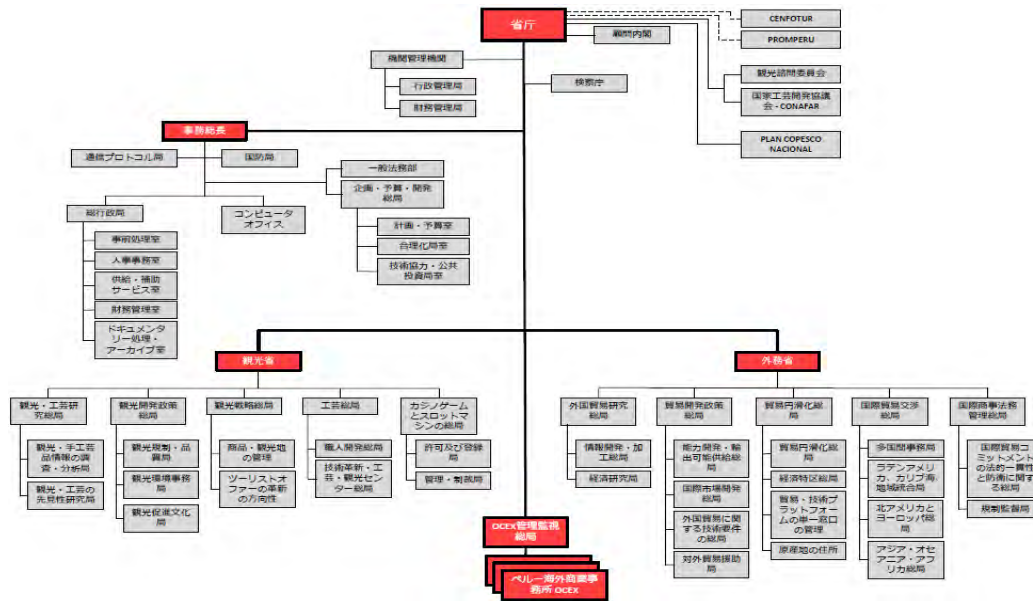 省庁
CENFOTUR
PROMPERU
顧問内閣
機関管理機関
行政管理局
財務管理局
検察庁
観光諮問委員会
国家工芸開発協議
会 - CONAFAR
PLAN COPESCO
NACIONAL
事務総長
通信プロトコル局
国防局
一般法務部
企画・予算・開発
総局
計画・予算室
合理化局室
技術協力・公共
投資局室
総行政局
コンピュータ
オフィス
事前処理室
人事事務室
供給・補助
サービス室
財務管理室
ドキュメンタ
リー処理・
アーカイブ室
観光省
外務省
観光・工芸研
究総局
観光・手工芸
品情報の調
査・分析局
観光・工芸の
先見性研究局
観光開発政策
総局
観光規制・品
質局
観光環境事務
局
観光促進文化
局
観光戦略総局
商品・観光地
の管理
ツーリストオ
ファーの革新
の方向性
工芸総局
職人開発総局
技術革新・工
芸・観光セン
ター総局
カジノゲーム
とスロットマ
シンの総局
許可及び登録
局
管理・制裁局
外国貿易研究
総局
情報開発・加
工総局
経済研究局
貿易開発政策
総局
能力開発・輸
出可能供給総
局
国際市場開発
総局
外国貿易に関
する技術要件
の総局
対外貿易援助
局
貿易円滑化総
局
貿易円滑化総
局
経済特区総局
貿易・技術プ
ラットフォー
ムの単一窓口
の管理
原産地の住所
国際貿易交渉
総局
多国間事務局
ラテンアメリ
カ、カリブ海
地域統合局
北アメリカと
ヨーロッパ総
局
アジア・オセ
アニア・アフ
リカ総局
国際商事法務
管理総局
国際貿易コ
ミットメント
の法的一貫性
と防衛に関す
る総局
規制監督局
OCEX管理監視
総局
ペルー海外商業事
務所 OCEX